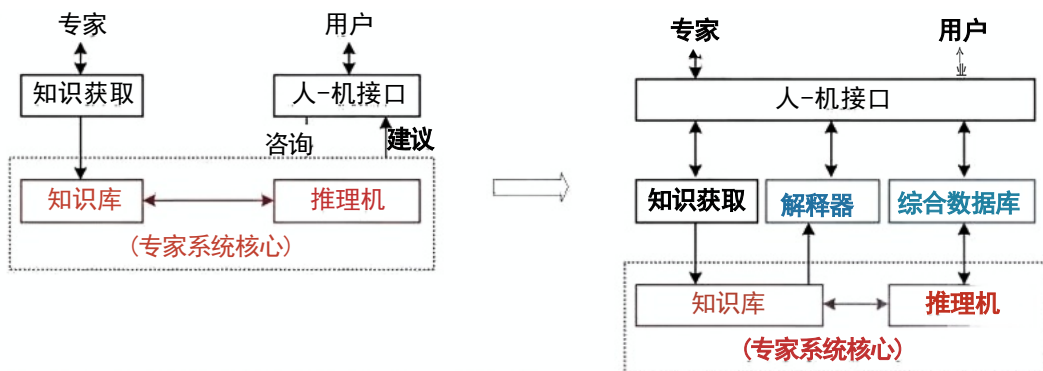 专家
用户
知识获取
人-机接口
咨询
建议
知识库
推理机
(专家系统核心)
专家
用户
业
人-机接口
知识获取
解释器
综合数据库
知识库
推理机
(专家系统核心)